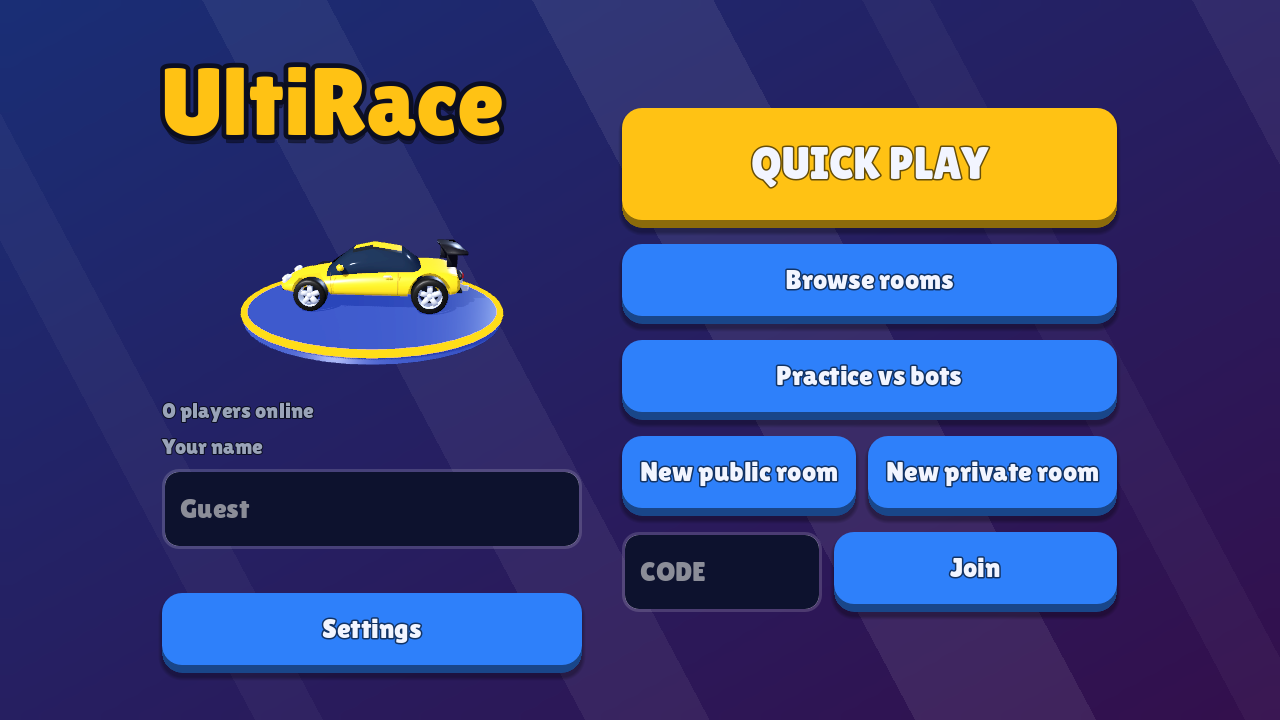 UltiRace
0 players online
Your name
Guest
Settings
QUICK PLAY
Browse rooms
Practice vs bots
New public room
New private room
CODE
Join